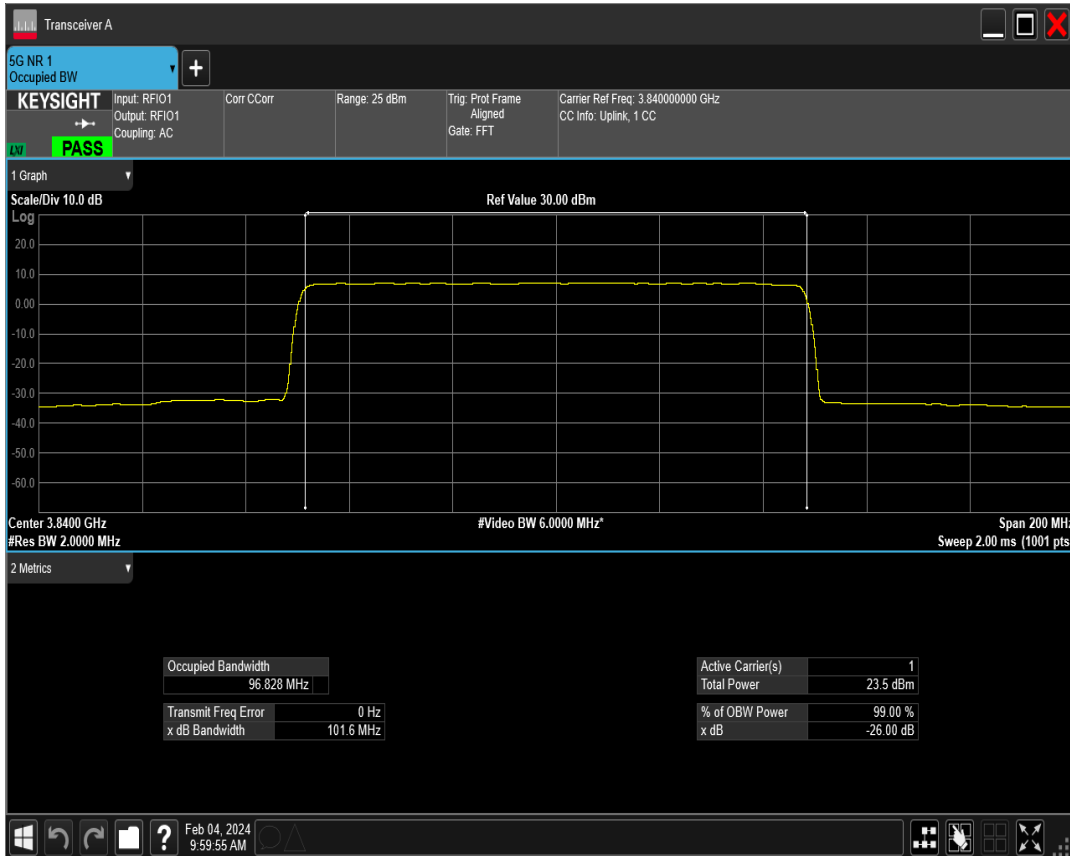 Transceiver A
5G NR 1
Occupied BW
+
KEYSIGHT
Input: RFIO1
Output: RFIO1
Coupling: AC
LXI
PASS
Corr CCorr
Range: 25 dBm
Trig: Prot Frame
Aligned
Gate: FFT
Carrier Ref Freq: 3.840000000 GHz
CC Info: Uplink, 1 CC
1 Graph
Scale/Div 10.0 dB
Ref Value 30.00 dBm
Log
20.0
10.0
0.00
-10.0
-20.0
-30.0
-40.0
-50.0
-60.0
Center 3.8400 GHz
#Video BW 6.0000 MHz*
Span 200 MHz
#Res BW 2.0000 MHz
Sweep 2.00 ms (1001 pts
2 Metrics
Occupied Bandwidth
96.828 MHz
Transmit Freq Error 0 Hz
x dB Bandwidth 101.6 MHz
Active Carrier(s) 1
Total Power 23.5 dBm
% of OBW Power 99.00 %
x dB -26.00 dB
?
Feb 04, 2024
9:59:55 AM